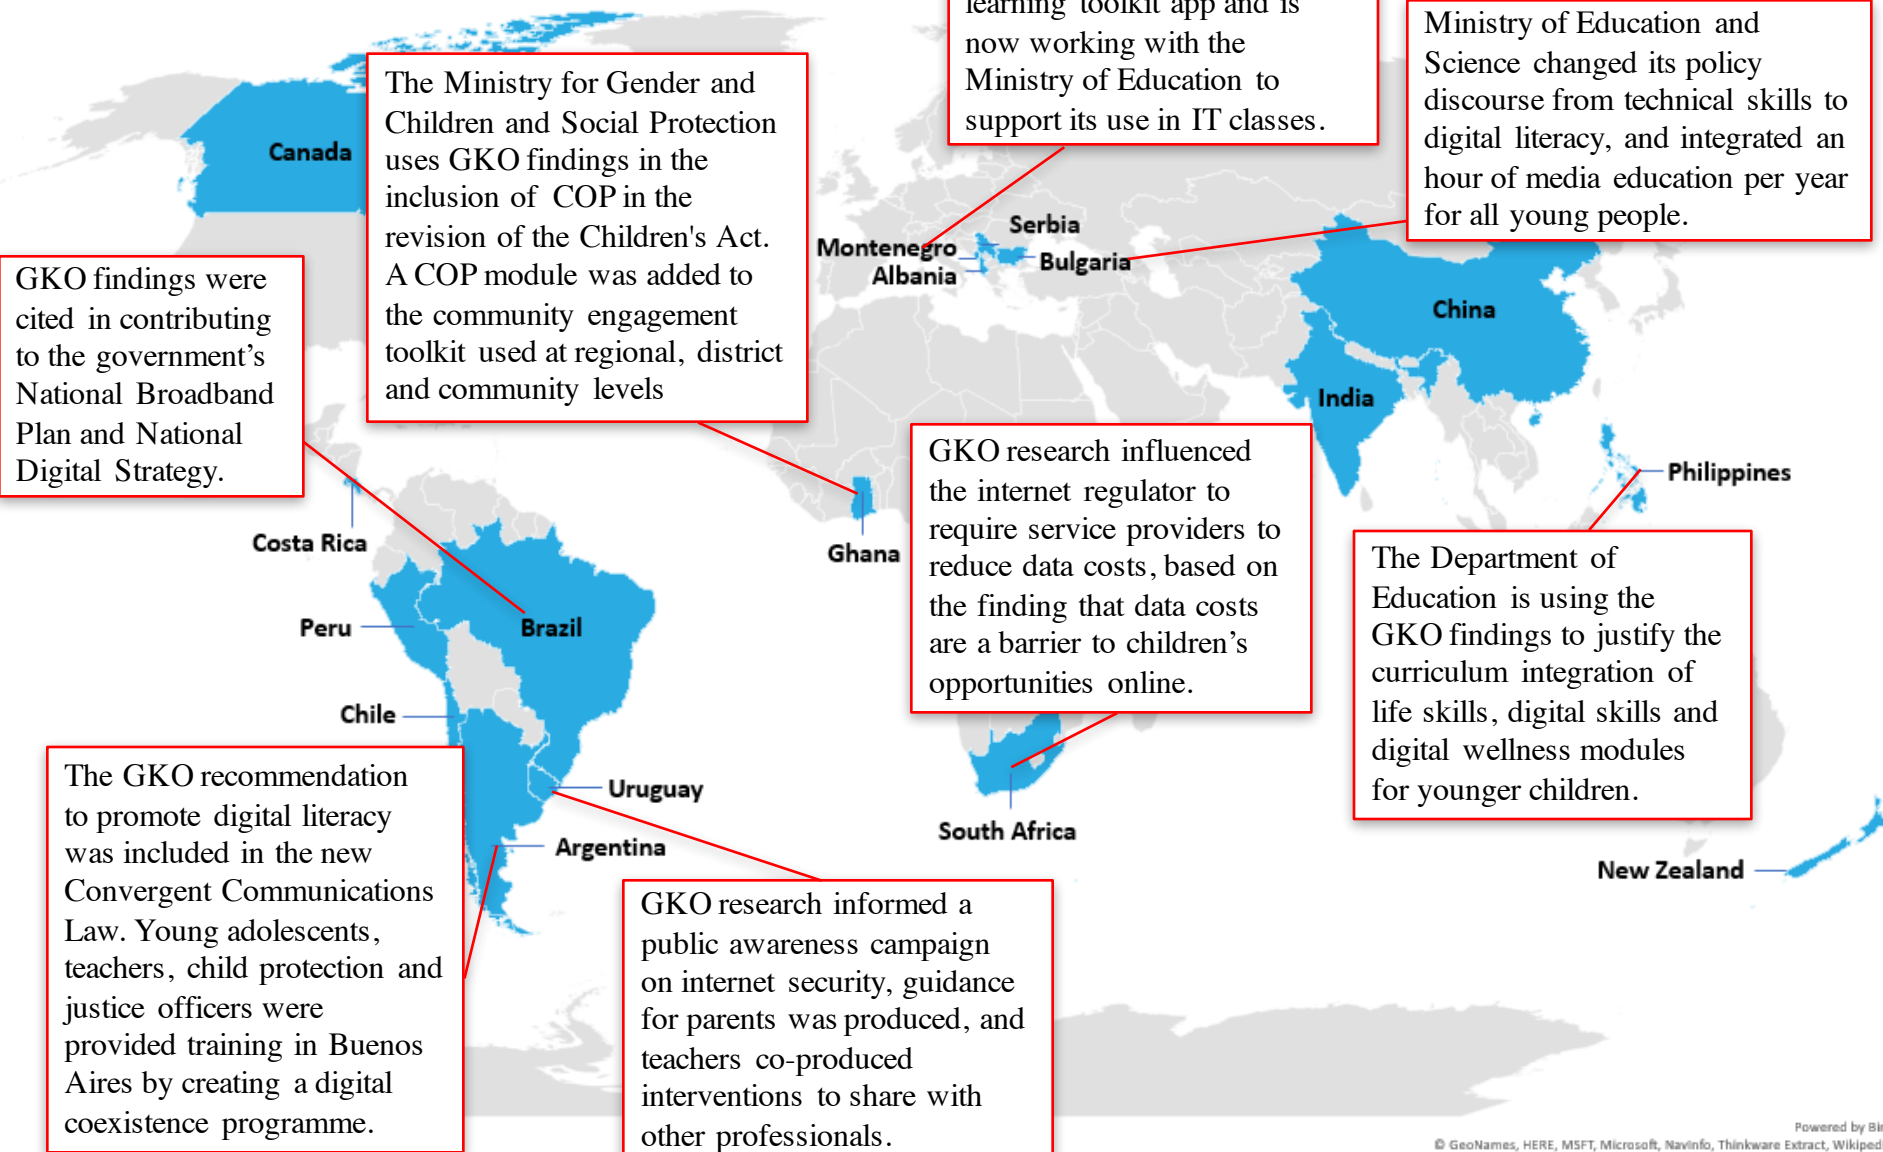 learning toolkit app and is
now working with the
Ministry of Education to
support its use in IT classes.
Ministry of Education and
Science changed its policy
discourse from technical skills to
digital literacy, and integrated an
hour of media education per year
for all young people.
The Ministry for Gender and
Children and Social Protection
uses GKO findings in the
inclusion of COP in the
revision of the Children's Act.
A COP module was added to
the community engagement
toolkit used at regional, district
and community levels
Canada
Serbia
Montenegro
Albania
Bulgaria
China
India
GKO findings were
cited in contributing
to the government’s
National Broadband
Plan and National
Digital Strategy.
Costa Rica
Ghana
Philippines
GKO research influenced
the internet regulator to
require service providers to
reduce data costs, based on
the finding that data costs
are a barrier to children’s
opportunities online.
The Department of
Education is using the
GKO findings to justify the
curriculum integration of
life skills, digital skills and
digital wellness modules
for younger children.
Peru
Brazil
Chile
Uruguay
Argentina
South Africa
New Zealand
The GKO recommendation
to promote digital literacy
was included in the new
Convergent Communications
Law. Young adolescents,
teachers, child protection and
justice officers were
provided training in Buenos
Aires by creating a digital
coexistence programme.
GKO research informed a
public awareness campaign
on internet security, guidance
for parents was produced, and
teachers co-produced
interventions to share with
other professionals.
Powered by Bin
© GeoNames, HERE, MSFT, Microsoft, NavInfo, Thinkware Extract, Wikiped